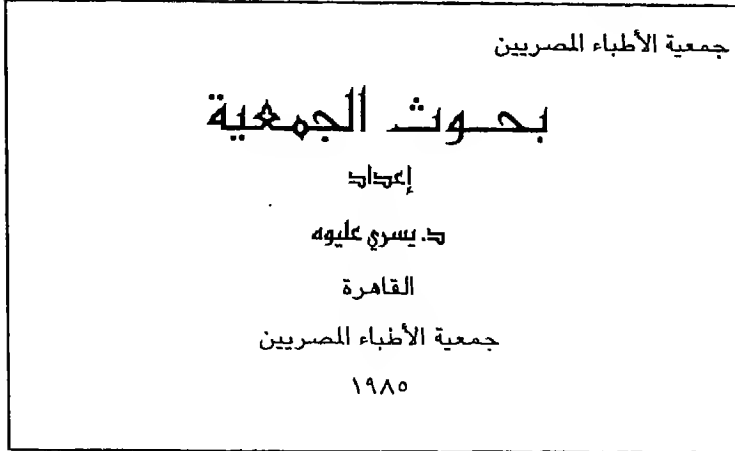 جمعية الأطباء المصريين
بحوث الجمعية
إعداد
د. يسري عليوه
القاهرة
جمعية الأطباء المصريين
١٩٨٥